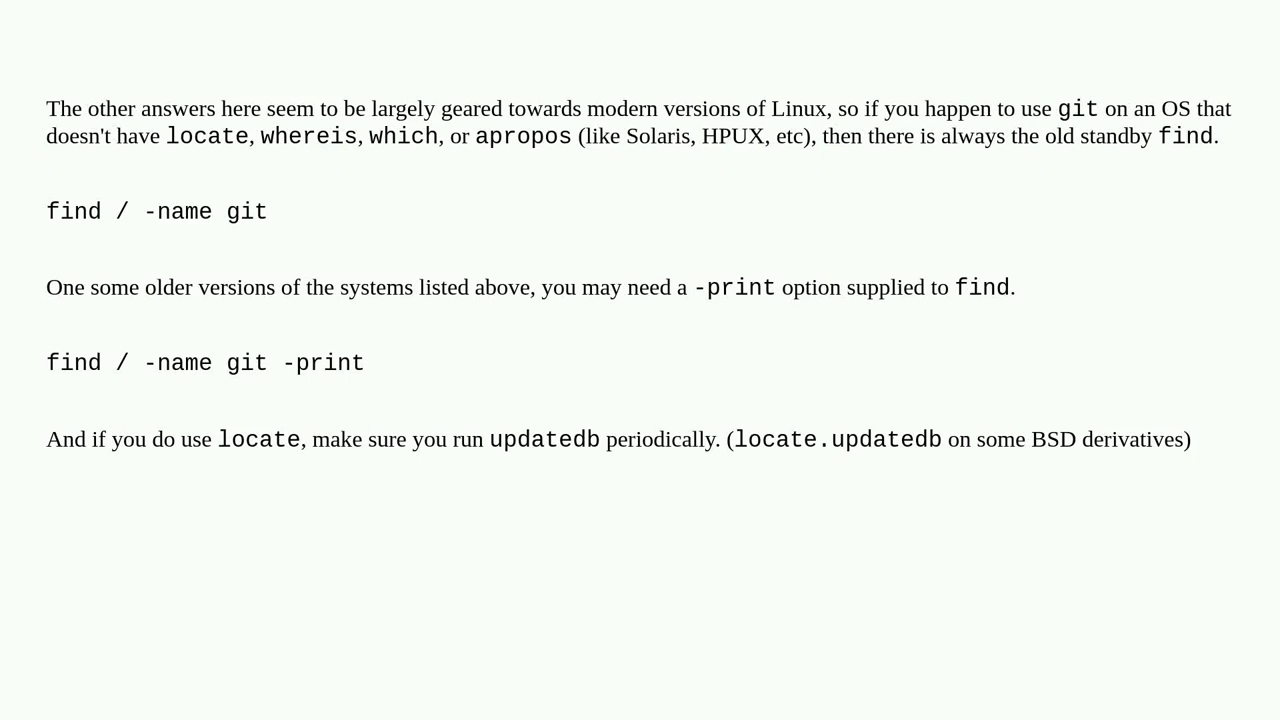 The other answers here seem to be largely geared towards modern versions of Linux, so if you happen to use git on an OS that
doesn't have locate, whereis, which, or apropos (like Solaris, HPUX, etc), then there is always the old standby find.
find / -name git
One some older versions of the systems listed above, you may need a -print option supplied to find.
find / -name git -print
And if you do use locate, make sure you run updatedb periodically. (locate.updatedb on some BSD derivatives)